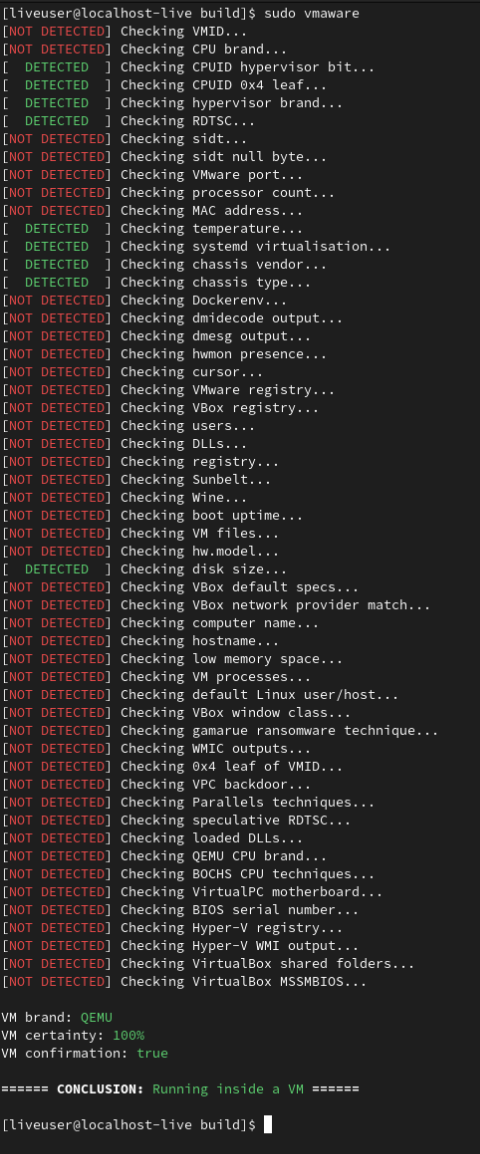 [liveuser@localhost-live build]$ sudo vmaware
[NOT DETECTED] Checking VMID...
[NOT DETECTED] Checking CPU brand...
[  DETECTED  ] Checking CPUID hypervisor bit...
[  DETECTED  ] Checking CPUID 0x4 leaf...
[  DETECTED  ] Checking hypervisor brand...
[  DETECTED  ] Checking RDTSC...
[NOT DETECTED] Checking sidt...
[NOT DETECTED] Checking sidt null byte...
[NOT DETECTED] Checking VMware port...
[NOT DETECTED] Checking processor count...
[NOT DETECTED] Checking MAC address...
[  DETECTED  ] Checking temperature...
[  DETECTED  ] Checking systemd virtualisation...
[  DETECTED  ] Checking chassis vendor...
[  DETECTED  ] Checking chassis type...
[NOT DETECTED] Checking Dockerenv...
[NOT DETECTED] Checking dmidecode output...
[NOT DETECTED] Checking dmesg output...
[NOT DETECTED] Checking hwmon presence...
[NOT DETECTED] Checking cursor...
[NOT DETECTED] Checking VMware registry...
[NOT DETECTED] Checking VBox registry...
[NOT DETECTED] Checking users...
[NOT DETECTED] Checking DLLs...
[NOT DETECTED] Checking registry...
[NOT DETECTED] Checking Sunbelt...
[NOT DETECTED] Checking Wine...
[NOT DETECTED] Checking boot uptime...
[NOT DETECTED] Checking VM files...
[NOT DETECTED] Checking hw.model...
[  DETECTED  ] Checking disk size...
[NOT DETECTED] Checking VBox default specs...
[NOT DETECTED] Checking VBox network provider match...
[NOT DETECTED] Checking computer name...
[NOT DETECTED] Checking hostname...
[NOT DETECTED] Checking low memory space...
[NOT DETECTED] Checking VM processes...
[NOT DETECTED] Checking default Linux user/host...
[NOT DETECTED] Checking VBox window class...
[NOT DETECTED] Checking gamarue ransomware technique...
[NOT DETECTED] Checking WMIC outputs...
[NOT DETECTED] Checking 0x4 leaf of VMID...
[NOT DETECTED] Checking VPC backdoor...
[NOT DETECTED] Checking Parallels techniques...
[NOT DETECTED] Checking speculative RDTSC...
[NOT DETECTED] Checking loaded DLLs...
[NOT DETECTED] Checking QEMU CPU brand...
[NOT DETECTED] Checking BOCHS CPU techniques...
[NOT DETECTED] Checking VirtualPC motherboard...
[NOT DETECTED] Checking BIOS serial number...
[NOT DETECTED] Checking Hyper-V registry...
[NOT DETECTED] Checking Hyper-V WMI output...
[NOT DETECTED] Checking VirtualBox shared folders...
[NOT DETECTED] Checking VirtualBox MSSMBIOS...
VM brand: QEMU
VM certainty: 100%
VM confirmation: true
====== CONCLUSION: Running inside a VM ======
[liveuser@localhost-live build]$